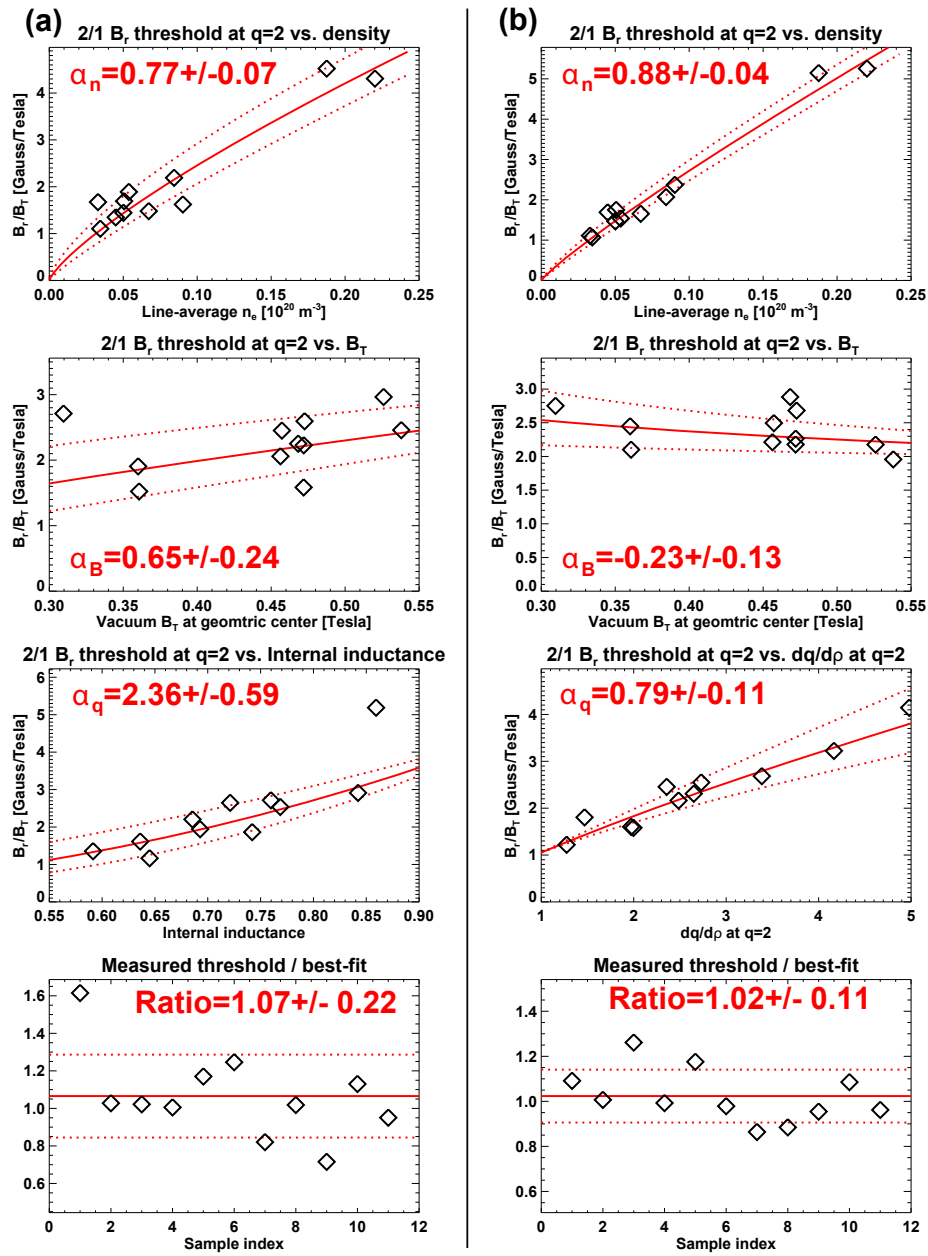 (a)
2/1 Br threshold at q=2 vs. density
αn=0.77+/-0.07
Br/BT [Gauss/Tesla]
4
3
2
1
0
0.00 0.05 0.10 0.15 0.20 0.25
Line-average ne [10^20 m^-3]
2/1 Br threshold at q=2 vs. BT
Br/BT [Gauss/Tesla]
3
2
1
0
αB=0.65+/-0.24
0.30 0.35 0.40 0.45 0.50 0.55
Vacuum BT at geomtric center [Tesla]
2/1 Br threshold at q=2 vs. Internal inductance
αq=2.36+/-0.59
Br/BT [Gauss/Tesla]
6
5
4
3
2
1
0
0.55 0.60 0.65 0.70 0.75 0.80 0.85 0.90
Internal inductance
Measured threshold / best-fit
Ratio=1.07+/- 0.22
1.6
1.4
1.2
1.0
0.8
0.6
0 2 4 6 8 10 12
Sample index
(b)
2/1 Br threshold at q=2 vs. density
αn=0.88+/-0.04
Br/BT [Gauss/Tesla]
5
4
3
2
1
0
0.00 0.05 0.10 0.15 0.20 0.25
Line-average ne [10^20 m^-3]
2/1 Br threshold at q=2 vs. BT
Br/BT [Gauss/Tesla]
3.0
2.5
2.0
1.5
1.0
0.5
0.0
αB=-0.23+/-0.13
0.30 0.35 0.40 0.45 0.50 0.55
Vacuum BT at geomtric center [Tesla]
2/1 Br threshold at q=2 vs. dq/dρ at q=2
αq=0.79+/-0.11
Br/BT [Gauss/Tesla]
4
3
2
1
0
1 2 3 4 5
dq/dρ at q=2
Measured threshold / best-fit
Ratio=1.02+/- 0.11
1.4
1.2
1.0
0.8
0.6
0 2 4 6 8 10 12
Sample index